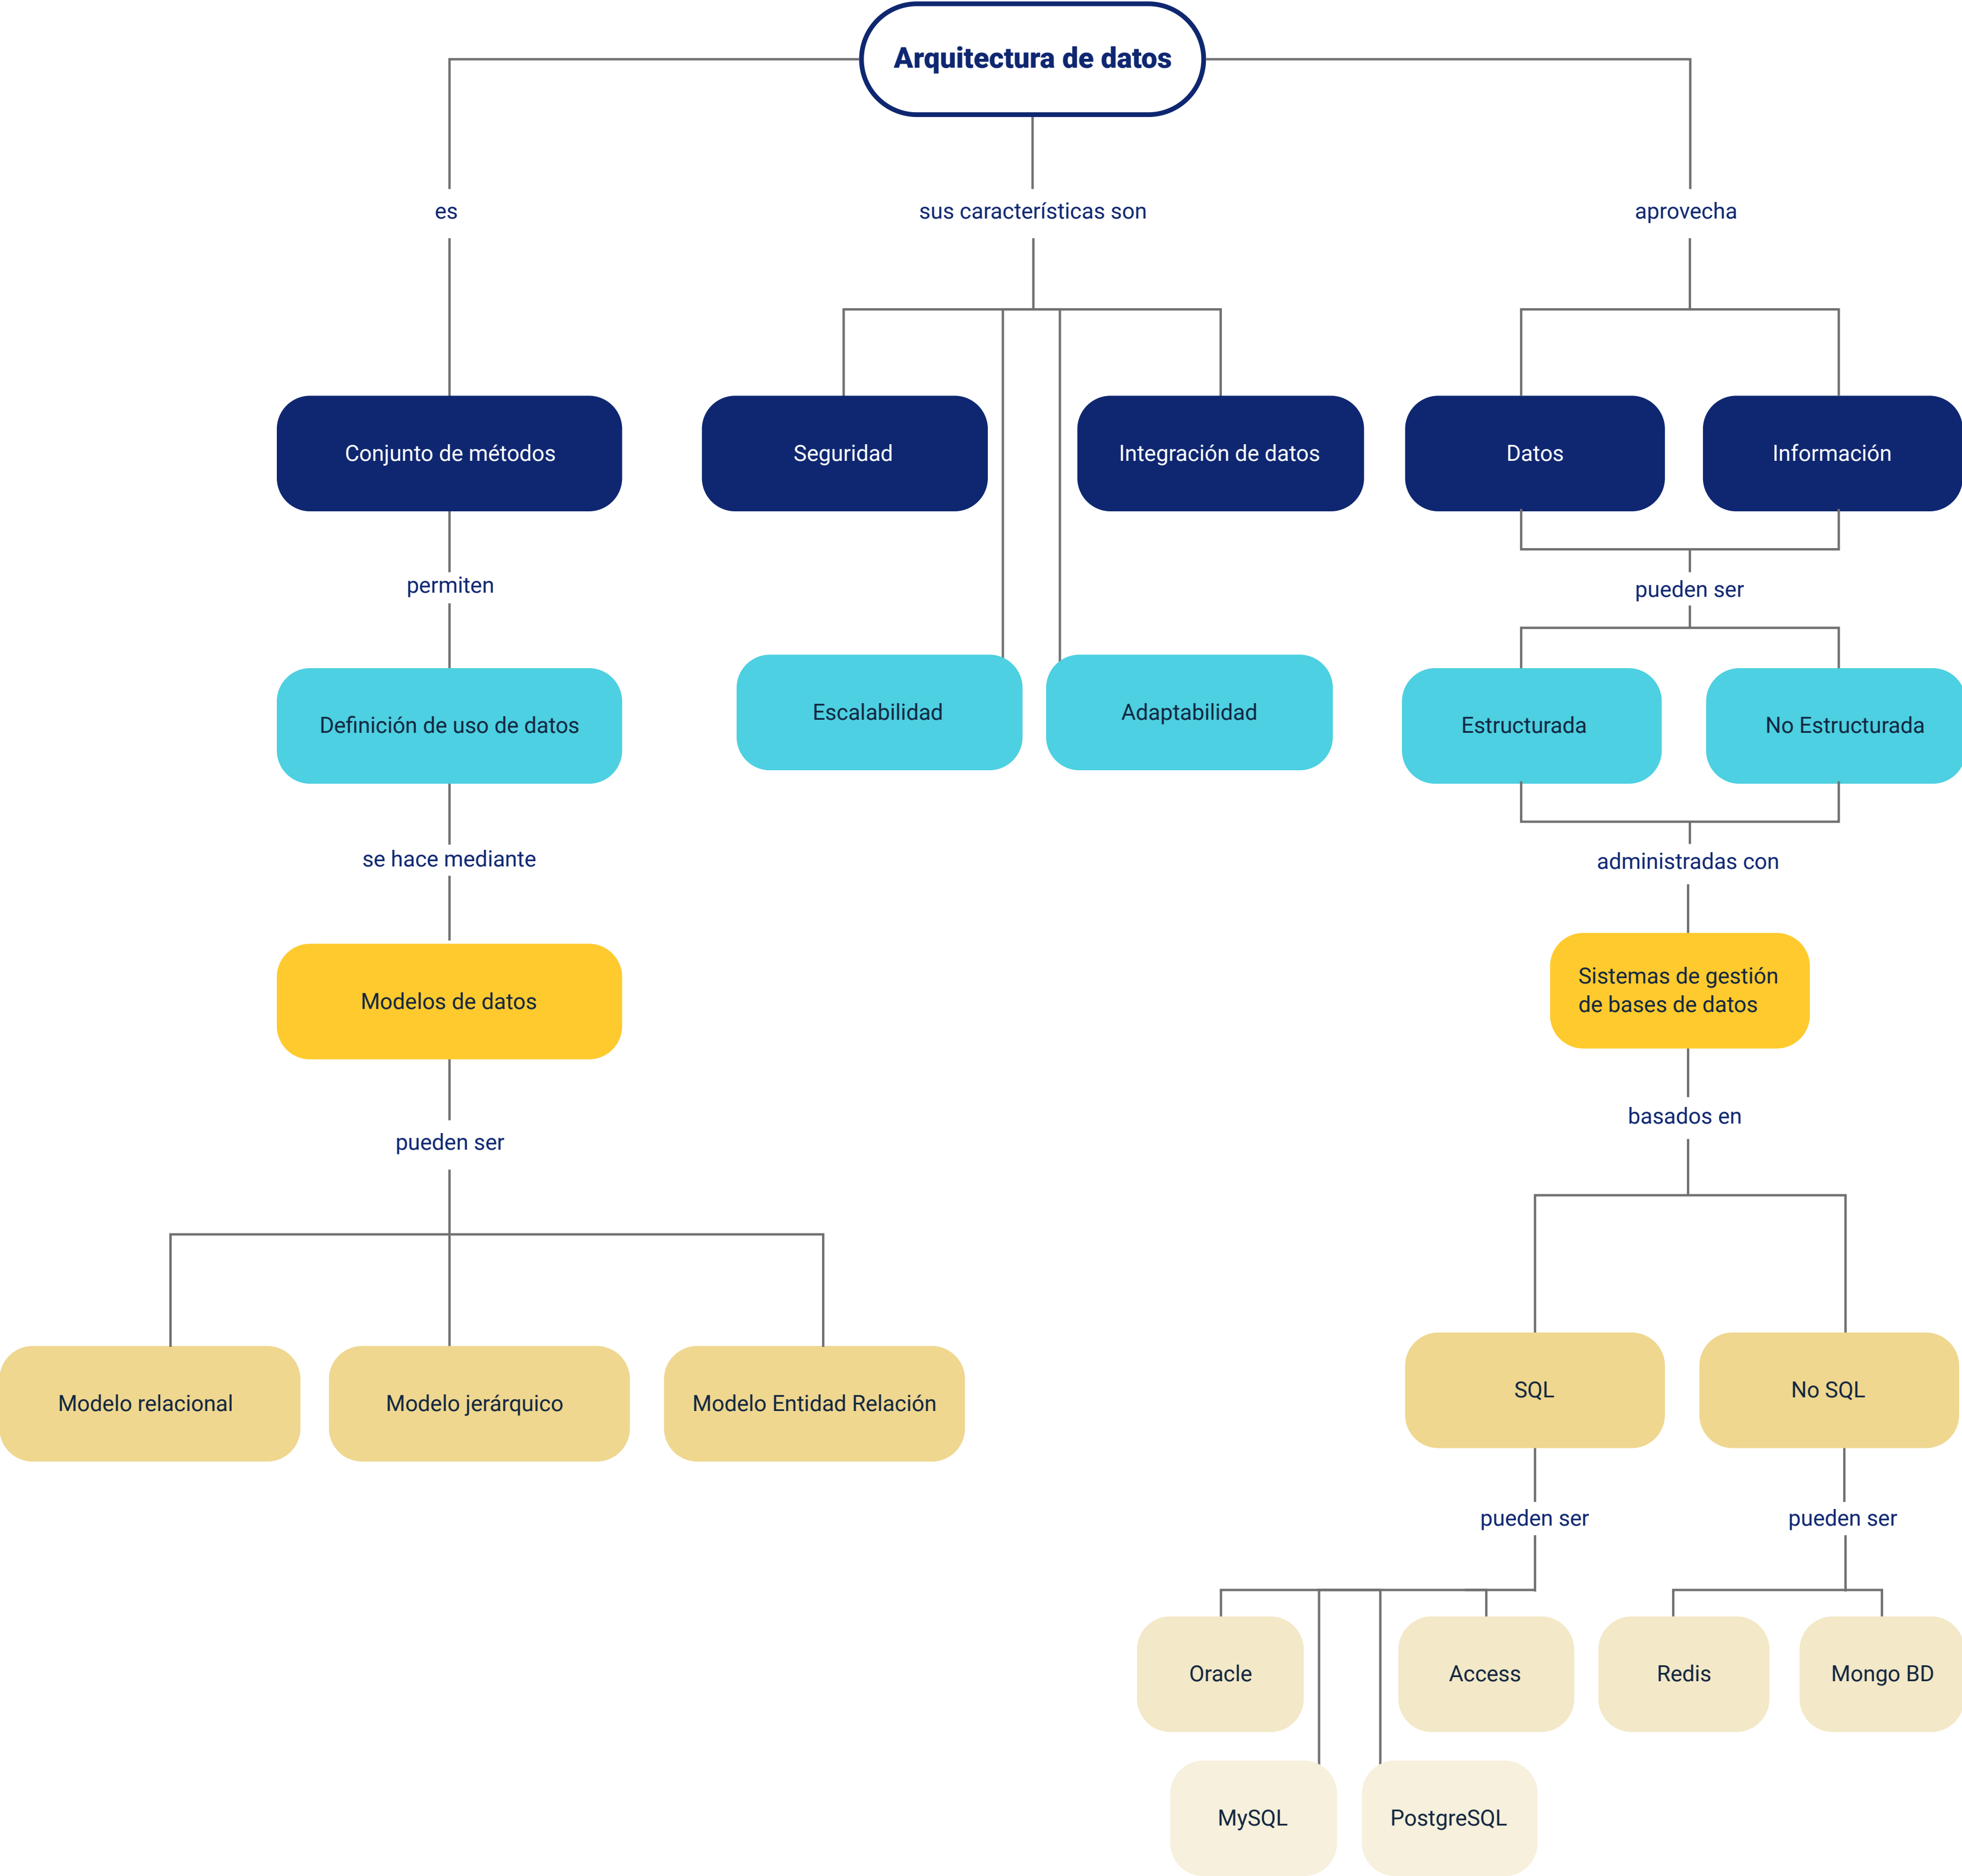 Arquitectura de datos
es
sus características son
aprovecha
Conjunto de métodos
Seguridad
Integración de datos
Datos
Información
permiten
pueden ser
Definición de uso de datos
Escalabilidad
Adaptabilidad
Estructurada
No Estructurada
se hace mediante
administradas con
Modelos de datos
Sistemas de gestión
de bases de datos
pueden ser
basados en
Modelo relacional
Modelo jerárquico
Modelo Entidad Relación
SQL
No SQL
pueden ser
pueden ser
Oracle
Access
Redis
Mongo BD
MySQL
PostgreSQL